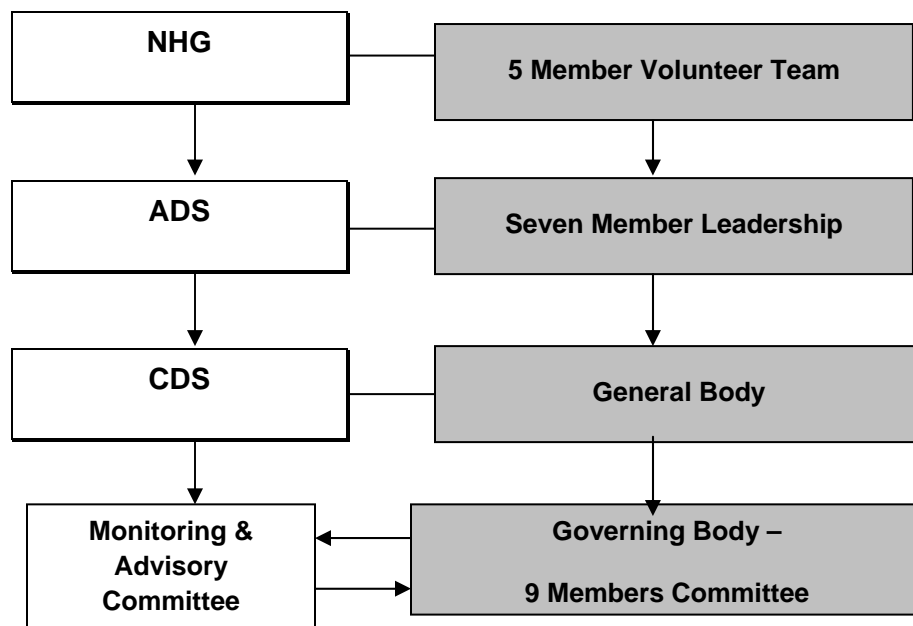 NHG
5 Member Volunteer Team
ADS
Seven Member Leadership
CDS
General Body
Monitoring &
Advisory
Committee
Governing Body –
9 Members Committee